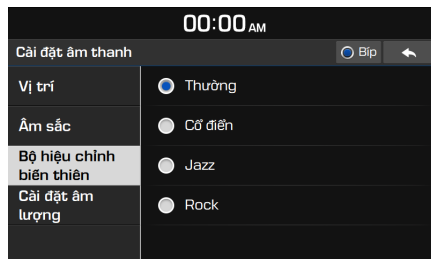 00:00 AM
Cài đặt âm thanh
Bíp
Vị trí
Thường
Âm sắc
Cổ điển
Bộ hiệu chỉnh
biến thiên
Jazz
Cài đặt âm
lượng
Rock